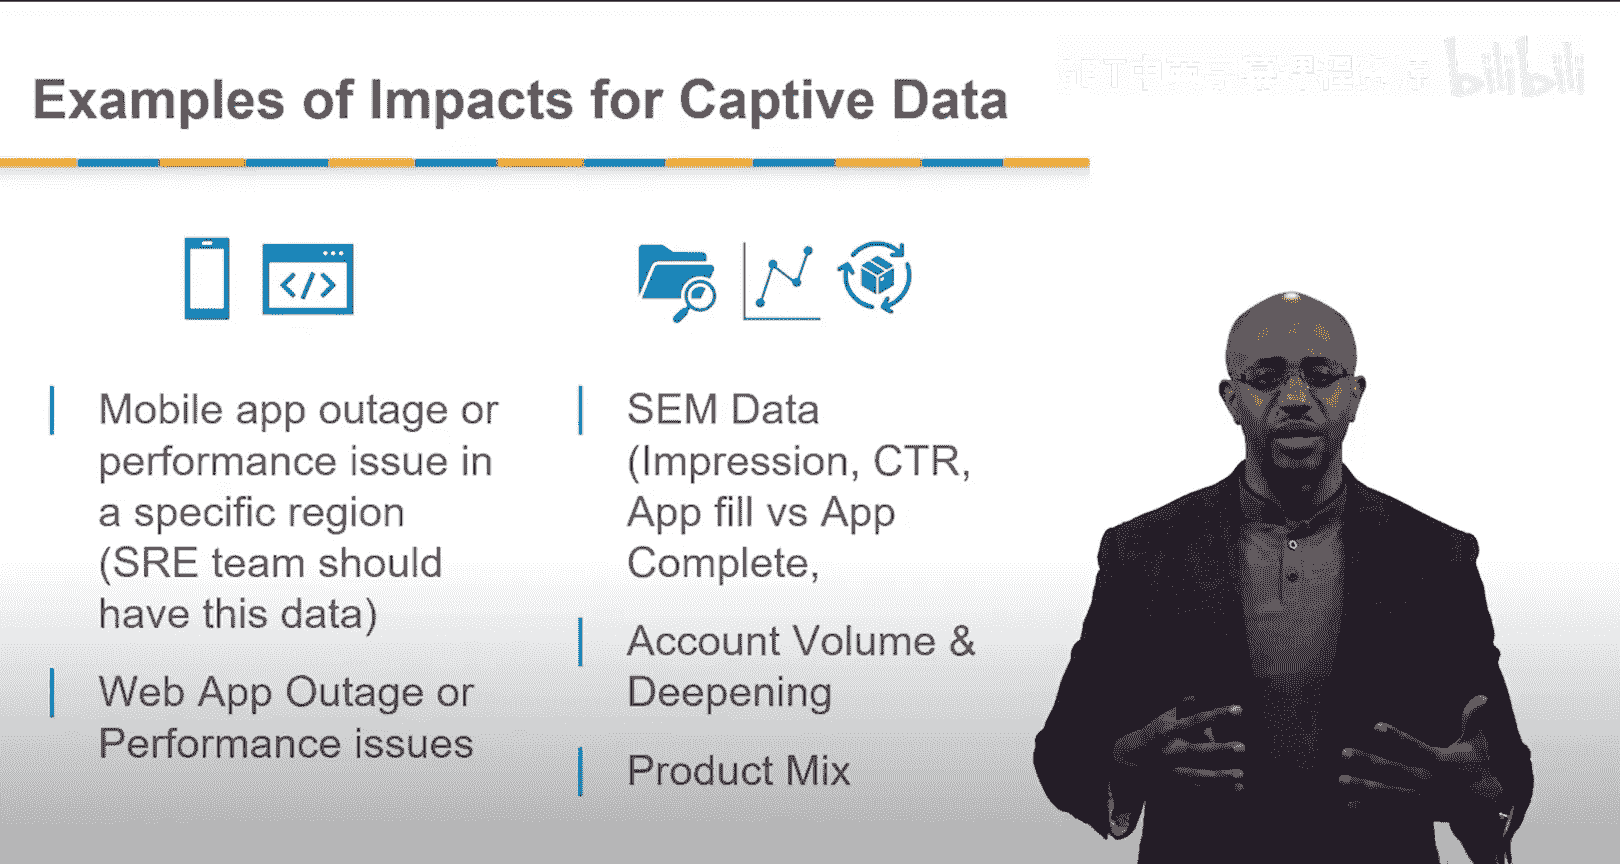 Examples of Impacts for Captive Data
bilibili
Mobile app outage or
performance issue in
a specific region
(SRE team should
have this data)
Web App Outage or
Performance issues
SEM Data
(Impression, CTR,
App fill vs App
Complete,
Account Volume &
Deepening
Product Mix